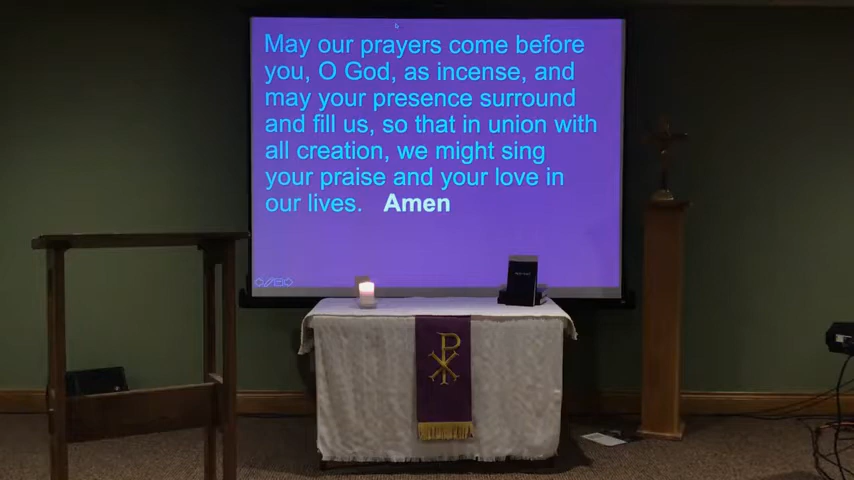 May our prayers come before
you, O God, as incense, and
may your presence surround
and fill us, so that in union with
all creation, we might sing
your praise and your love in
our lives. Amen